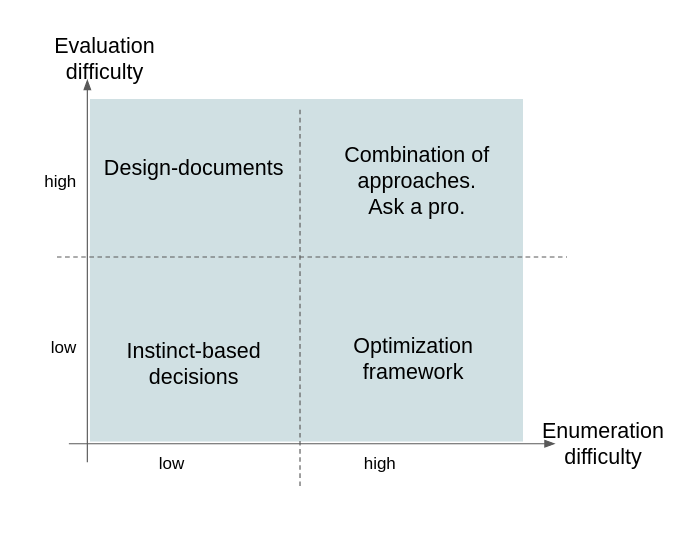 Evaluation
difficulty
high
Design-documents
Combination of
approaches.
Ask a pro.
low
Instinct-based
decisions
Optimization
framework
low
high
Enumeration
difficulty